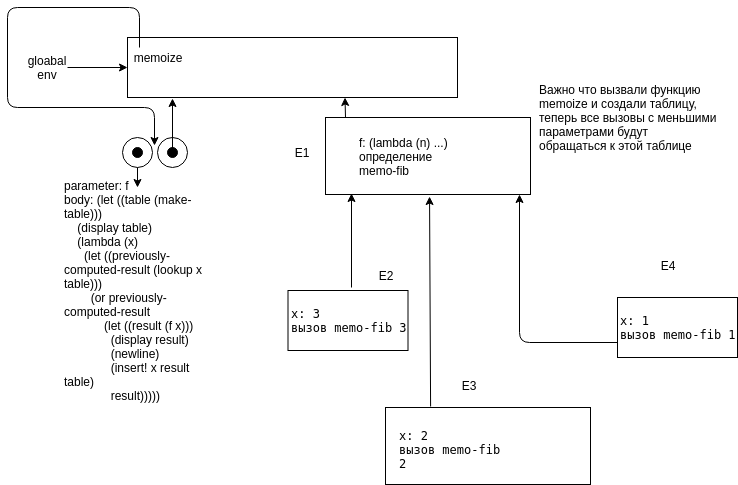 gloabal
env
memoize
Важно что вызвали функцию
memoize и создали таблицу,
теперь все вызовы с меньшими
параметрами будут
обращаться к этой таблице
E1
f: (lambda (n) ...)
определение
memo-fib
parameter: f
body: (let ((table (make-
table)))
(display table)
(lambda (x)
(let ((previously-
computed-result (lookup x
table)))
(or previously-
computed-result
(let ((result (f x)))
(display result)
(newline)
(insert! x result
table)
result)))))
E2
x: 3
вызов memo-fib 3
E4
x: 1
вызов memo-fib 1
E3
x: 2
вызов memo-fib
2